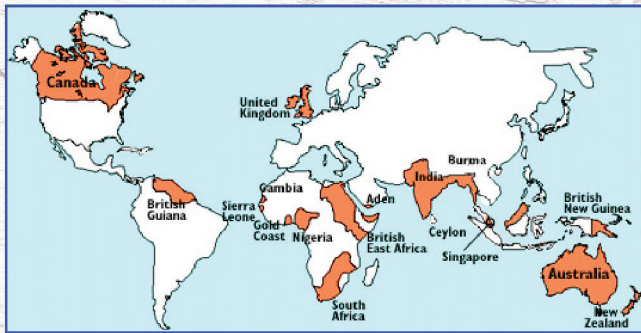 Canada
United
Kingdom
Burma
India
Gambia
Aden
British
Guiana
Sierra
Leone
Gold
Coast
Nigeria
British
East Africa
Ceylon
Singapore
British
New Guinea
South
Africa
Australia
New
Zealand